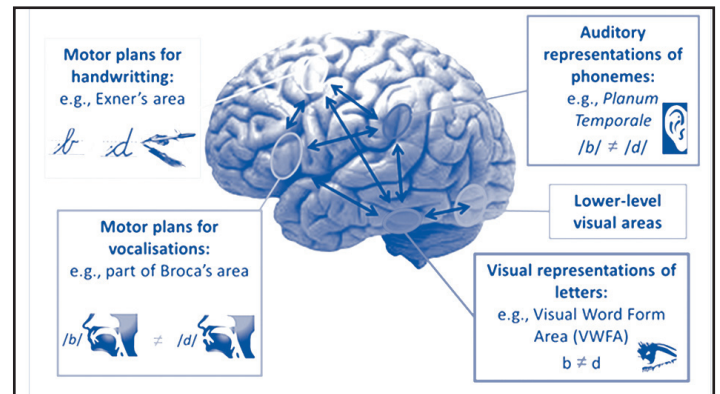 Motor plans for
handwritting:
e.g., Exner's area
b d
Auditory
representations of
phonemes:
e.g., Planum
Temporale
/b/ ≠ /d/
Motor plans for
vocalisations:
e.g., part of Broca's area
/b/ ≠ /d/
Lower-level
visual areas
Visual representations of
letters:
e.g., Visual Word Form
Area (VWFA)
b ≠ d